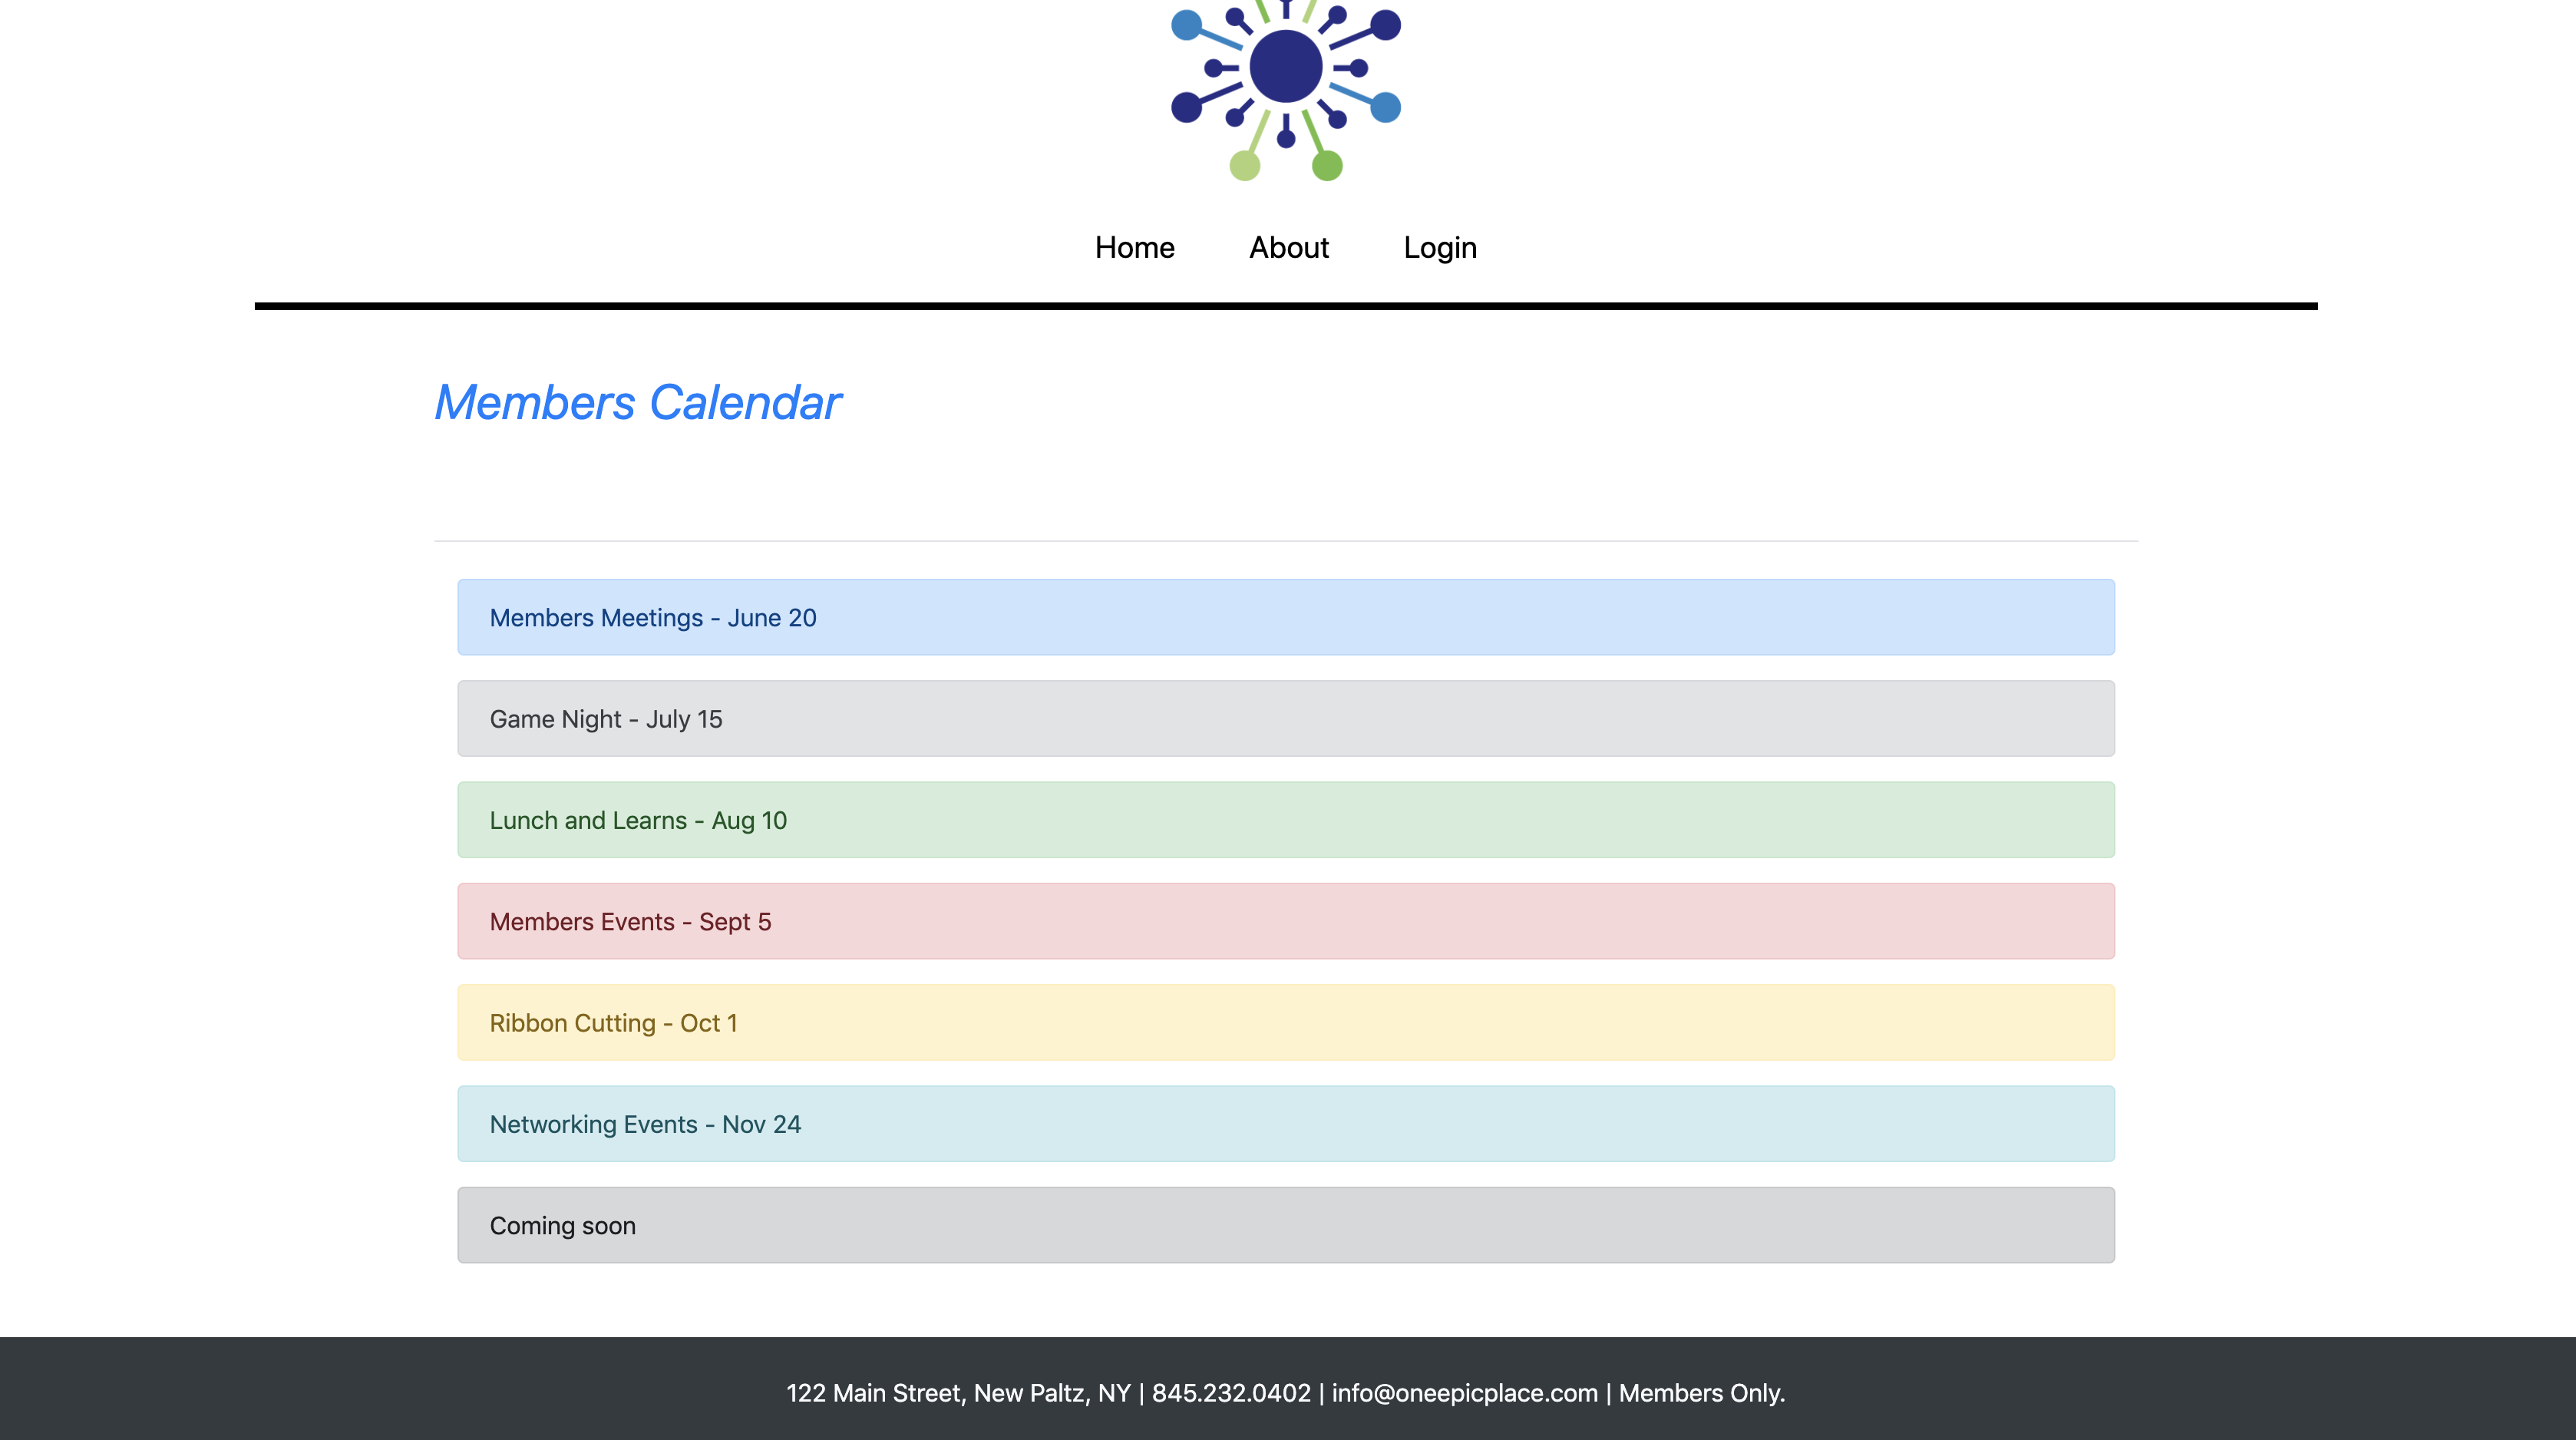 Home About Login
Members Calendar
Members Meetings - June 20
Game Night - July 15
Lunch and Learns - Aug 10
Members Events - Sept 5
Ribbon Cutting - Oct 1
Networking Events - Nov 24
Coming soon
122 Main Street, New Paltz, NY | 845.232.0402 | info@oneepicplace.com | Members Only.